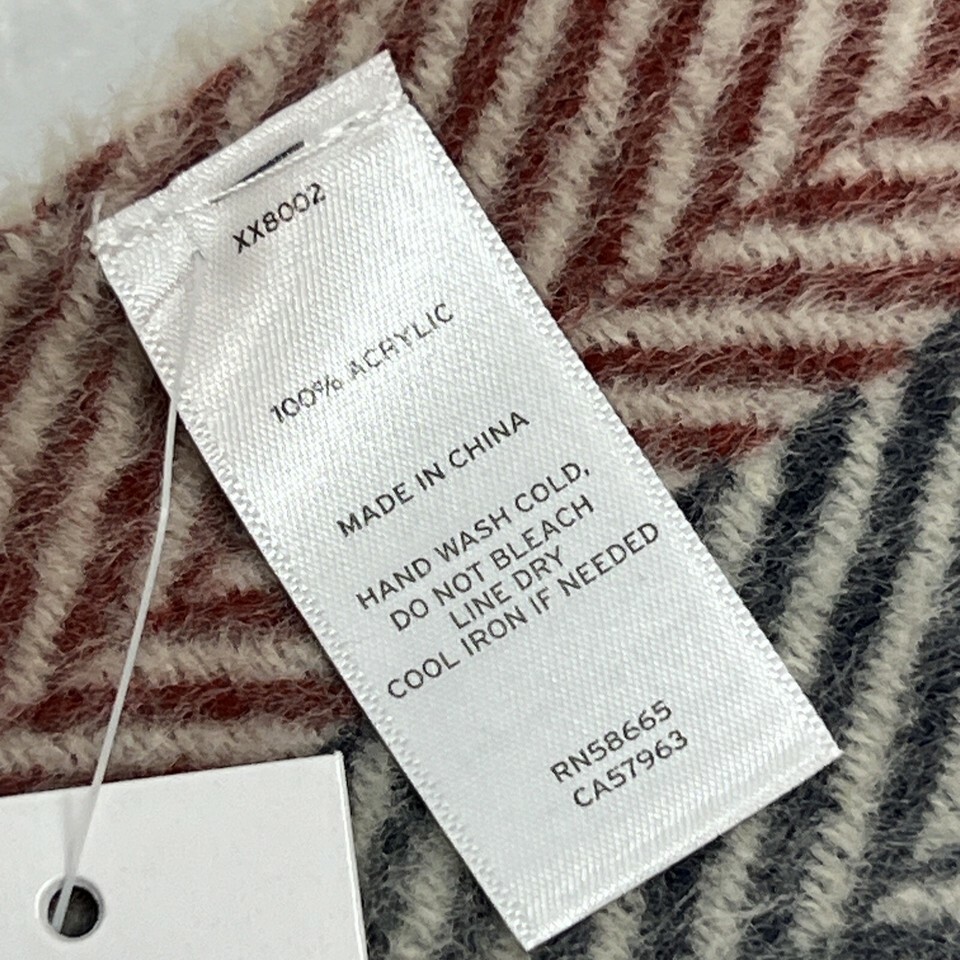 XX8002
100% ACRYLIC
MADE IN CHINA
HAND WASH COLD,
DO NOT BLEACH
LINE DRY
COOL IRON IF NEEDED
RN58665
CA57963